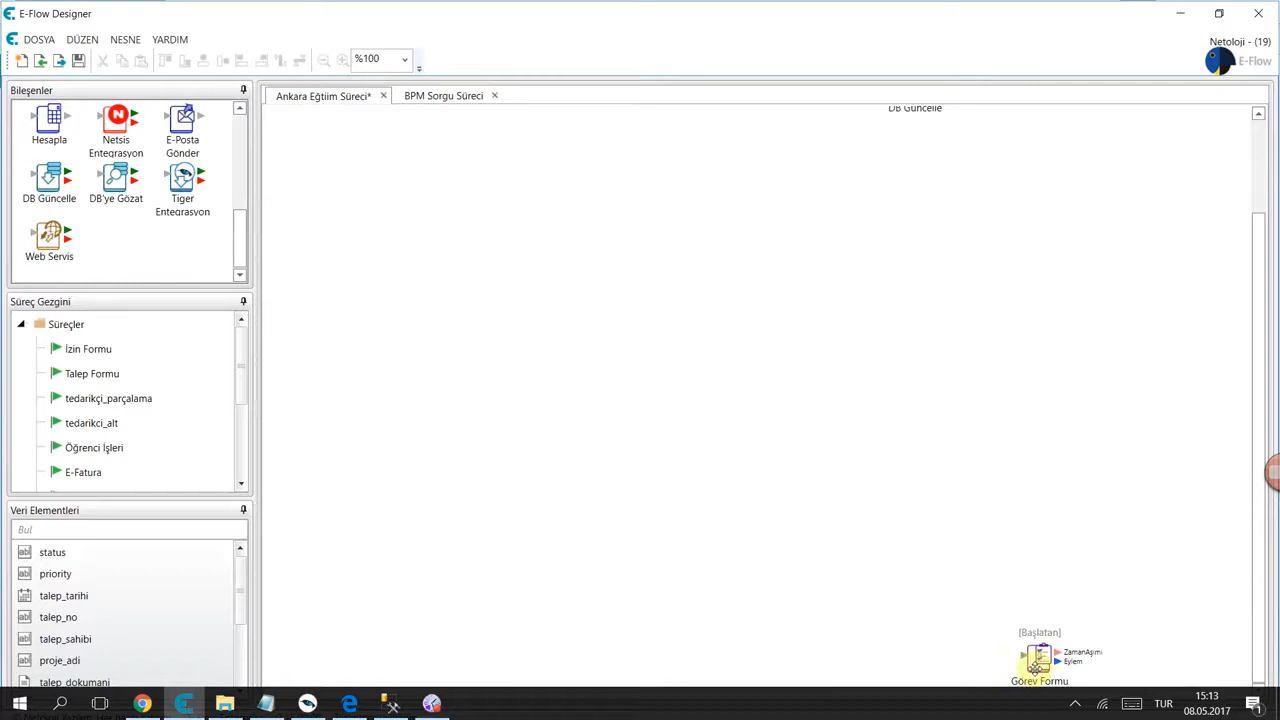 E-Flow Designer
DOSYA DÜZEN NESNE YARDIM
Netoloji - (19)
%100
E-Flow
Bileşenler
Ankara Eğtiim Süreci*
BPM Sorgu Süreci
DB Güncelle
Hesapla
Netsis
Entegrasyon
E-Posta
Gönder
DB Güncelle
DB'ye Gözat
Tiger
Entegrasyon
Web Servis
Süreç Gezgini
Süreçler
İzin Formu
Talep Formu
tedarikçi_parçalama
tedarikci_alt
Öğrenci İşleri
E-Fatura
Veri Elementleri
Bul
status
priority
talep_tarihi
talep_no
talep_sahibi
proje_adi
talep_dokumani
[Başlatan]
ZamanAşımı
Eylem
Görev Formu
TUR
15:13
08.05.2017